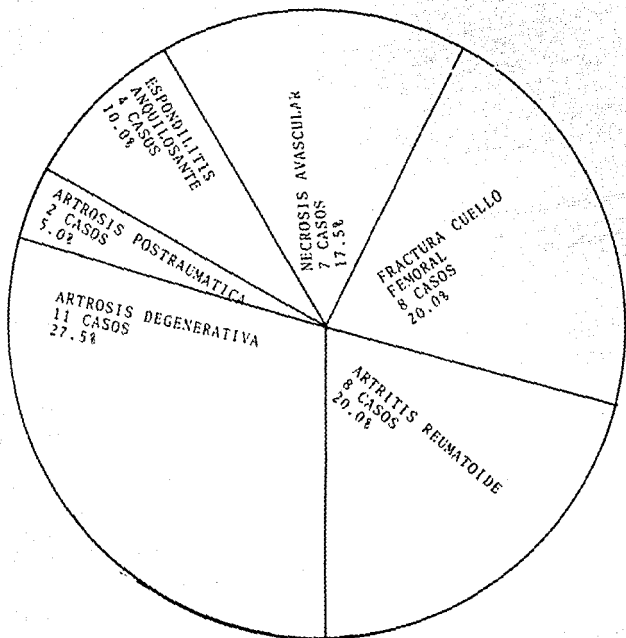 ESPONDILITIS
ANQUILOSANTE
4 CASOS
10.0%
NECROSIS AVASCULAR
7 CASOS
17.5%
FRACTURA CUELLO
FEMORAL
8 CASOS
20.0%
ARTROSIS POSTRAUMATICA
2 CASOS
5.0%
ARTROSIS DEGENERATIVA
11 CASOS
27.5%
ARTRITIS REUMATOIDE
8 CASOS
20.0%